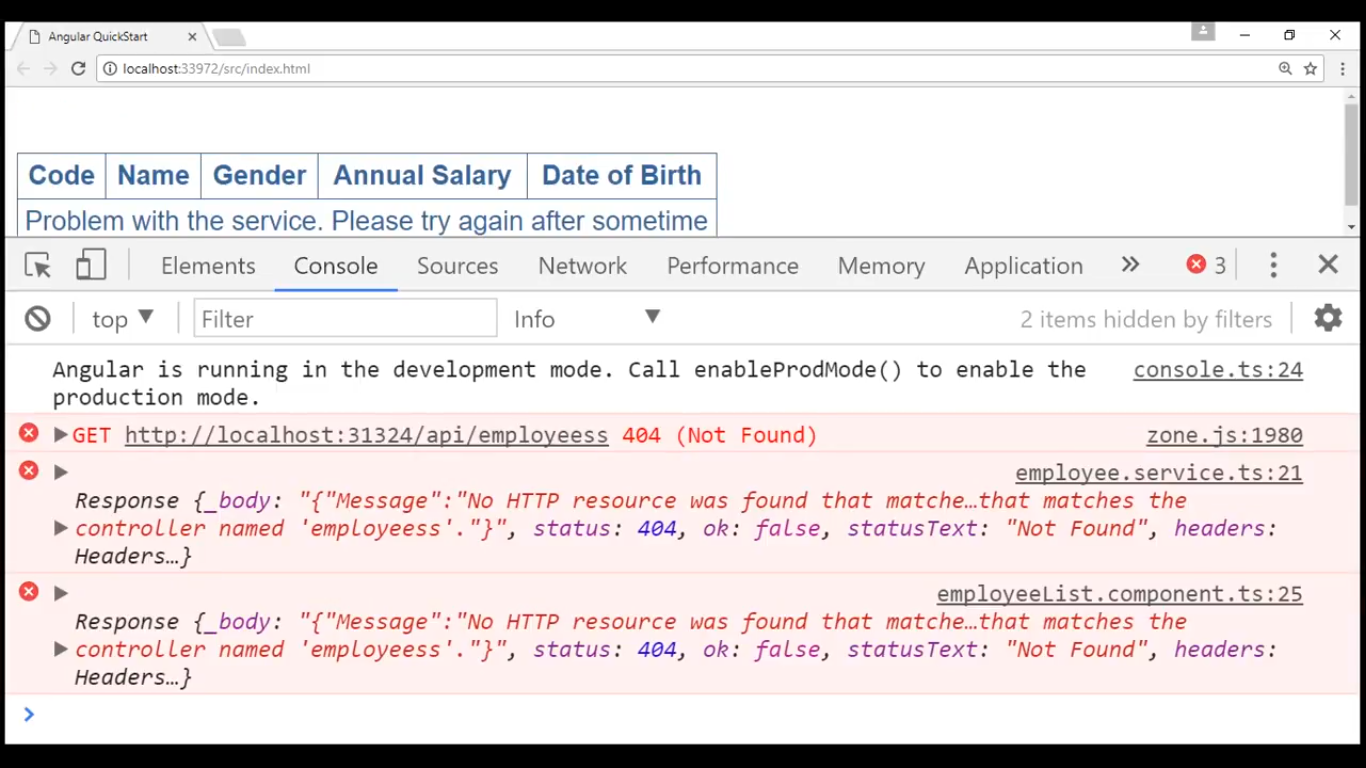 Angular QuickStart
localhost:33972/src/index.html
Code Name Gender Annual Salary Date of Birth
Problem with the service. Please try again after sometime
Elements Console Sources Network Performance Memory Application 3
top Filter Info 2 items hidden by filters
Angular is running in the development mode. Call enableProdMode() to enable the console.ts:24
production mode.
GET http://localhost:31324/api/employeess 404 (Not Found) zone.js:1980
employee.service.ts:21
Response {_body: "{"Message":"No HTTP resource was found that matche…that matches the
controller named 'employeess'."}", status: 404, ok: false, statusText: "Not Found", headers:
Headers…}
employeeList.component.ts:25
Response {_body: "{"Message":"No HTTP resource was found that matche…that matches the
controller named 'employeess'."}", status: 404, ok: false, statusText: "Not Found", headers:
Headers…}